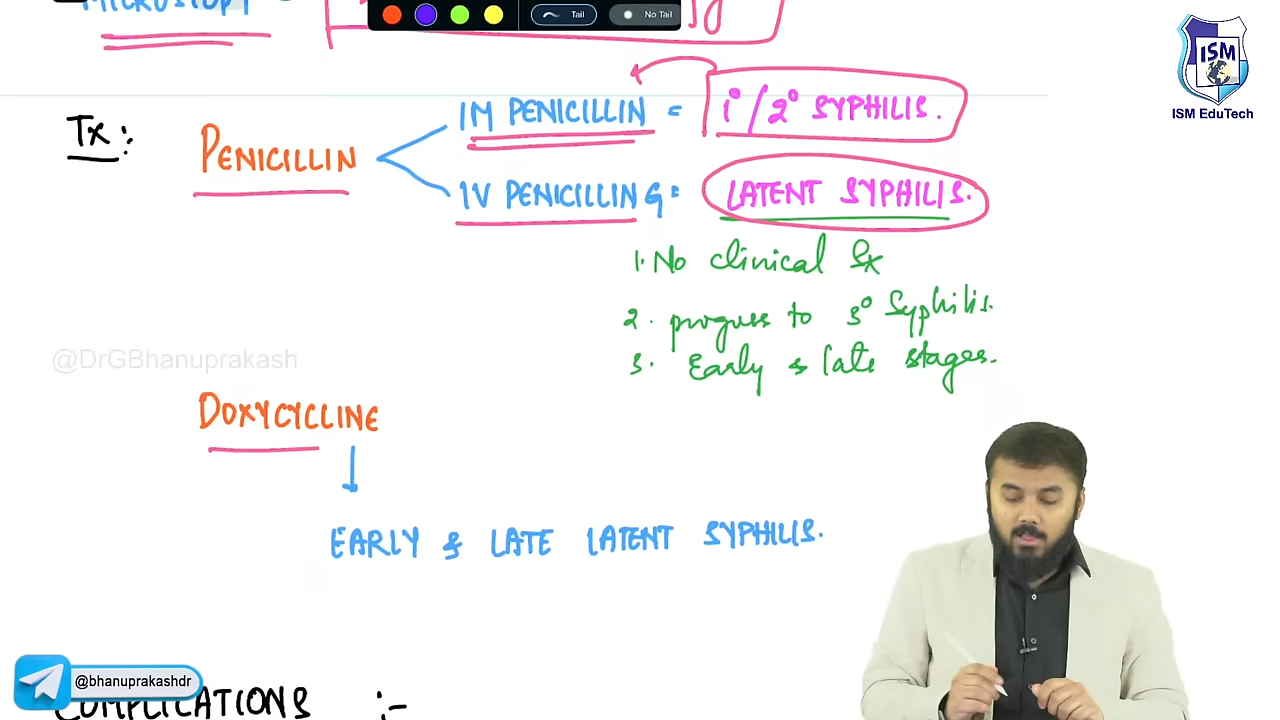 MICROSCOPY
Tail
No Tail
ISM
ISM EduTech
Tx:
PENICILLIN
IM PENICILLIN = 1° / 2° SYPHILIS.
IV PENICILLIN G = LATENT SYPHILIS.
1. No clinical Sx
2. progress to 3° Syphilis.
3. Early & late stages.
@DrGBhanuprakash
DOXYCYCLINE
EARLY & LATE LATENT SYPHILIS.
@bhanuprakashdr
COMPLICATIONS :-